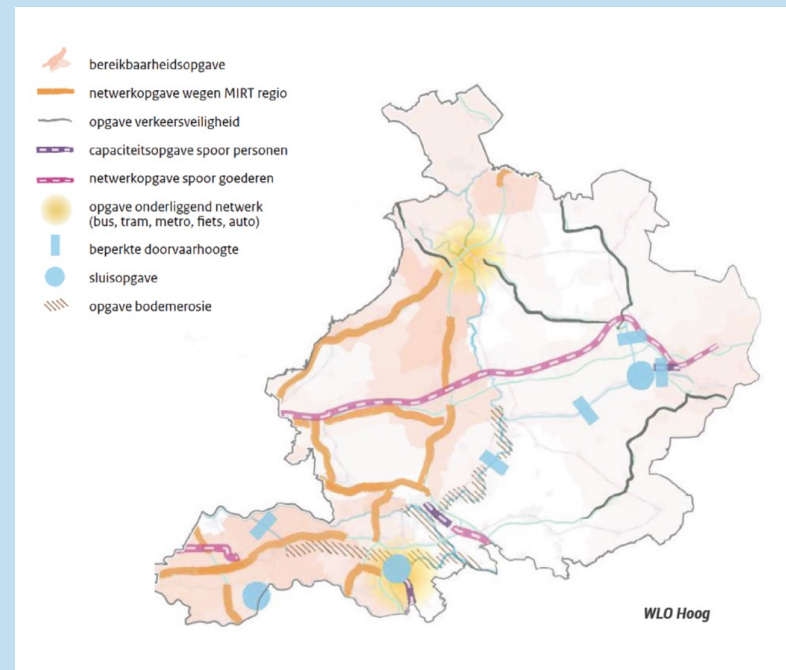 bereikbaarheidsopgave
netwerkopgave wegen MIRT regio
opgave verkeersveiligheid
capaciteitsopgave spoor personen
netwerkopgave spoor goederen
opgave onderliggend netwerk
(bus, tram, metro, fiets, auto)
beperkte doorvaarhoogte
sluisopgave
opgave bodemerosie
WLO Hoog